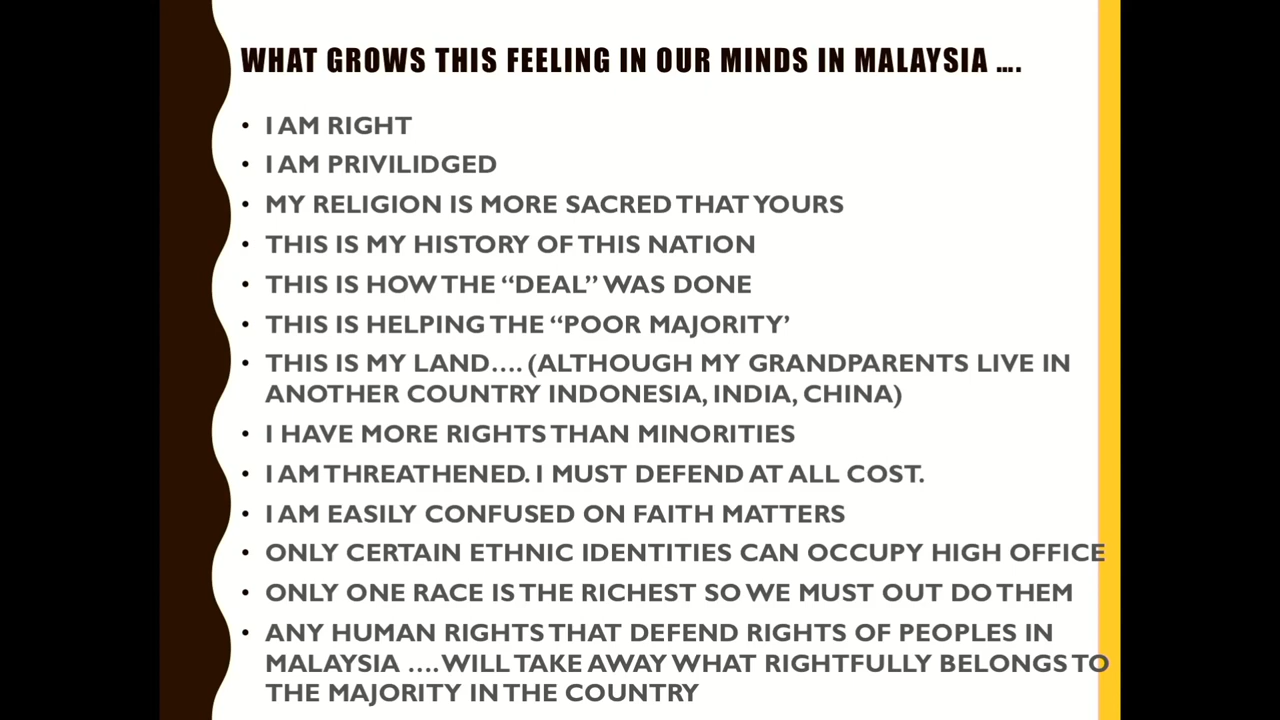 WHAT GROWS THIS FEELING IN OUR MINDS IN MALAYSIA ....
• I AM RIGHT
• I AM PRIVILIDGED
• MY RELIGION IS MORE SACRED THAT YOURS
• THIS IS MY HISTORY OF THIS NATION
• THIS IS HOW THE “DEAL” WAS DONE
• THIS IS HELPING THE “POOR MAJORITY’
• THIS IS MY LAND.... (ALTHOUGH MY GRANDPARENTS LIVE IN
ANOTHER COUNTRY INDONESIA, INDIA, CHINA)
• I HAVE MORE RIGHTS THAN MINORITIES
• I AM THREATHENED. I MUST DEFEND AT ALL COST.
• I AM EASILY CONFUSED ON FAITH MATTERS
• ONLY CERTAIN ETHNIC IDENTITIES CAN OCCUPY HIGH OFFICE
• ONLY ONE RACE IS THE RICHEST SO WE MUST OUT DO THEM
• ANY HUMAN RIGHTS THAT DEFEND RIGHTS OF PEOPLES IN
MALAYSIA ....WILL TAKE AWAY WHAT RIGHTFULLY BELONGS TO
THE MAJORITY IN THE COUNTRY